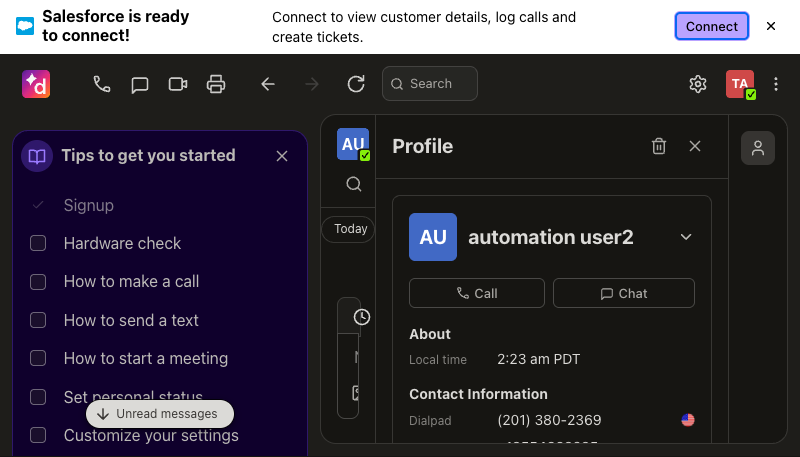 Salesforce is ready
to connect!
Connect to view customer details, log calls and
create tickets.
Connect
d
Search
TA
Tips to get you started
Signup
Hardware check
How to make a call
How to send a text
How to start a meeting
Set personal status
Unread messages
Customize your settings
AU
Today
Profile
AU
automation user2
Call
Chat
About
Local time 2:23 am PDT
Contact Information
Dialpad (201) 380-2369